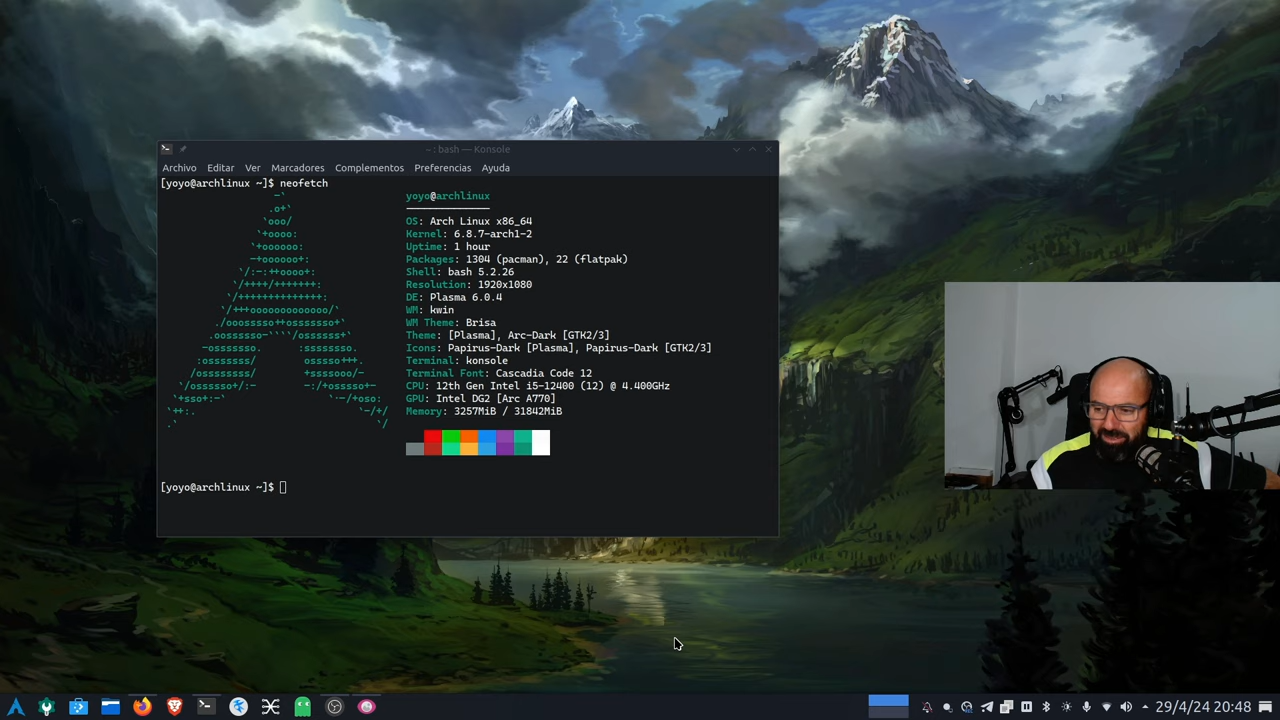 ~ : bash — Konsole
Archivo Editar Ver Marcadores Complementos Preferencias Ayuda
[yoyo@archlinux ~]$ neofetch
yoyo@archlinux
OS: Arch Linux x86_64
Kernel: 6.8.7-arch1-2
Uptime: 1 hour
Packages: 1304 (pacman), 22 (flatpak)
Shell: bash 5.2.26
Resolution: 1920x1080
DE: Plasma 6.0.4
WM: kwin
WM Theme: Brisa
Theme: [Plasma], Arc-Dark [GTK2/3]
Icons: Papirus-Dark [Plasma], Papirus-Dark [GTK2/3]
Terminal: konsole
Terminal Font: Cascadia Code 12
CPU: 12th Gen Intel i5-12400 (12) @ 4.400GHz
GPU: Intel DG2 [Arc A770]
Memory: 3257MiB / 31842MiB
[yoyo@archlinux ~]$
29/4/24 20:48